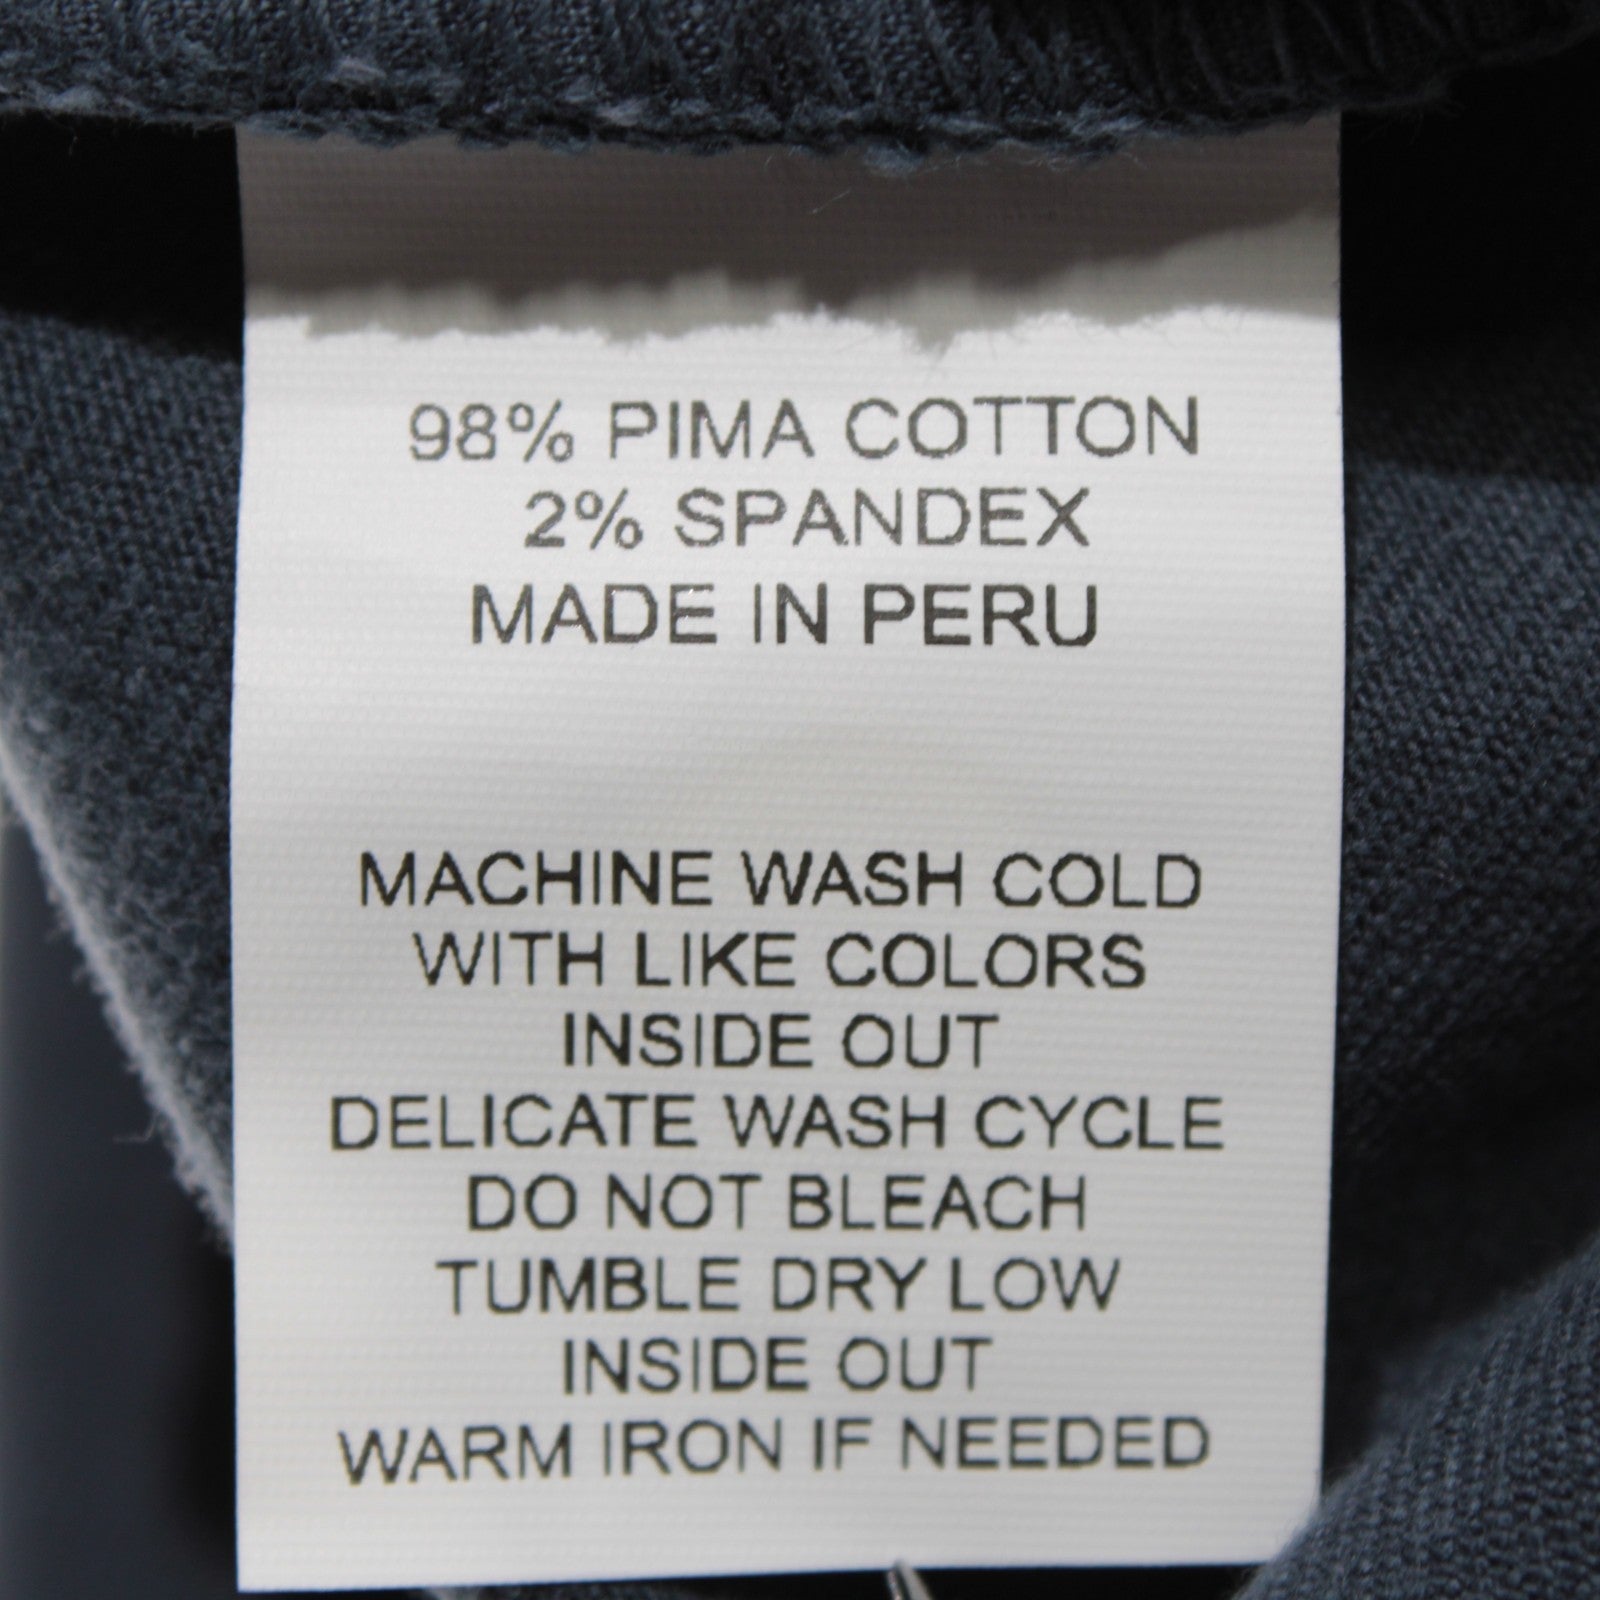 98% PIMA COTTON
2% SPANDEX
MADE IN PERU
MACHINE WASH COLD
WITH LIKE COLORS
INSIDE OUT
DELICATE WASH CYCLE
DO NOT BLEACH
TUMBLE DRY LOW
INSIDE OUT
WARM IRON IF NEEDED